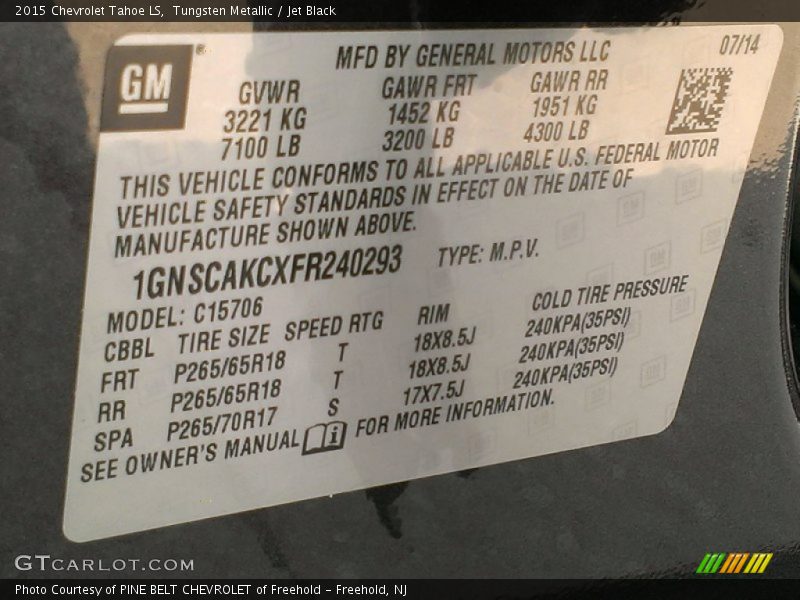 2015 Chevrolet Tahoe LS, Tungsten Metallic / Jet Black
GM ®
MFD BY GENERAL MOTORS LLC 07/14
GVWR GAWR FRT GAWR RR
3221 KG 1452 KG 1951 KG
7100 LB 3200 LB 4300 LB
THIS VEHICLE CONFORMS TO ALL APPLICABLE U.S. FEDERAL MOTOR
VEHICLE SAFETY STANDARDS IN EFFECT ON THE DATE OF
MANUFACTURE SHOWN ABOVE.
1GNSCAKCXFR240293 TYPE: M.P.V.
MODEL: C15706
CBBL TIRE SIZE SPEED RTG RIM COLD TIRE PRESSURE
FRT P265/65R18 T 18X8.5J 240KPA(35PSI)
RR P265/65R18 T 18X8.5J 240KPA(35PSI)
SPA P265/70R17 S 17X7.5J 240KPA(35PSI)
SEE OWNER'S MANUAL FOR MORE INFORMATION.
GTCARLOT.COM
Photo Courtesy of PINE BELT CHEVROLET of Freehold - Freehold, NJ